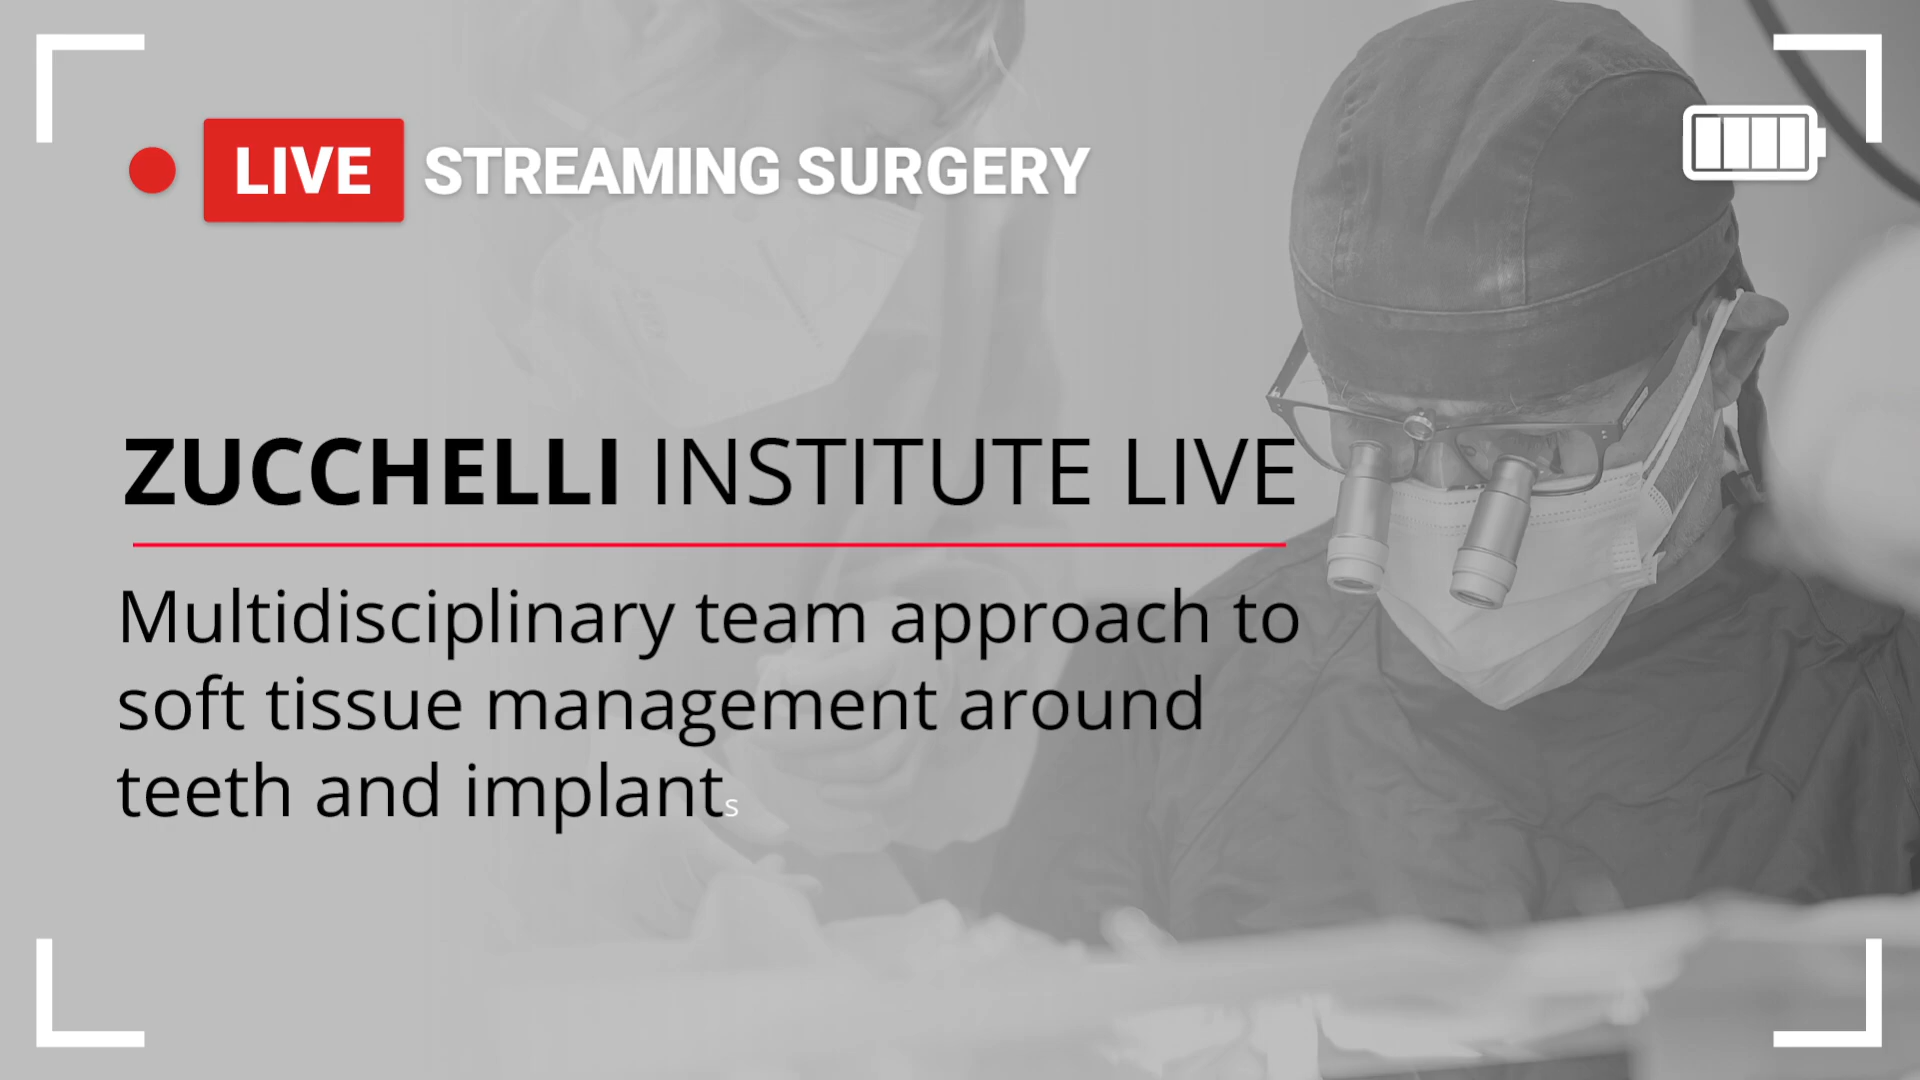 LIVE STREAMING SURGERY
ZUCCHELLI INSTITUTE LIVE
Multidisciplinary team approach to
soft tissue management around
teeth and implants